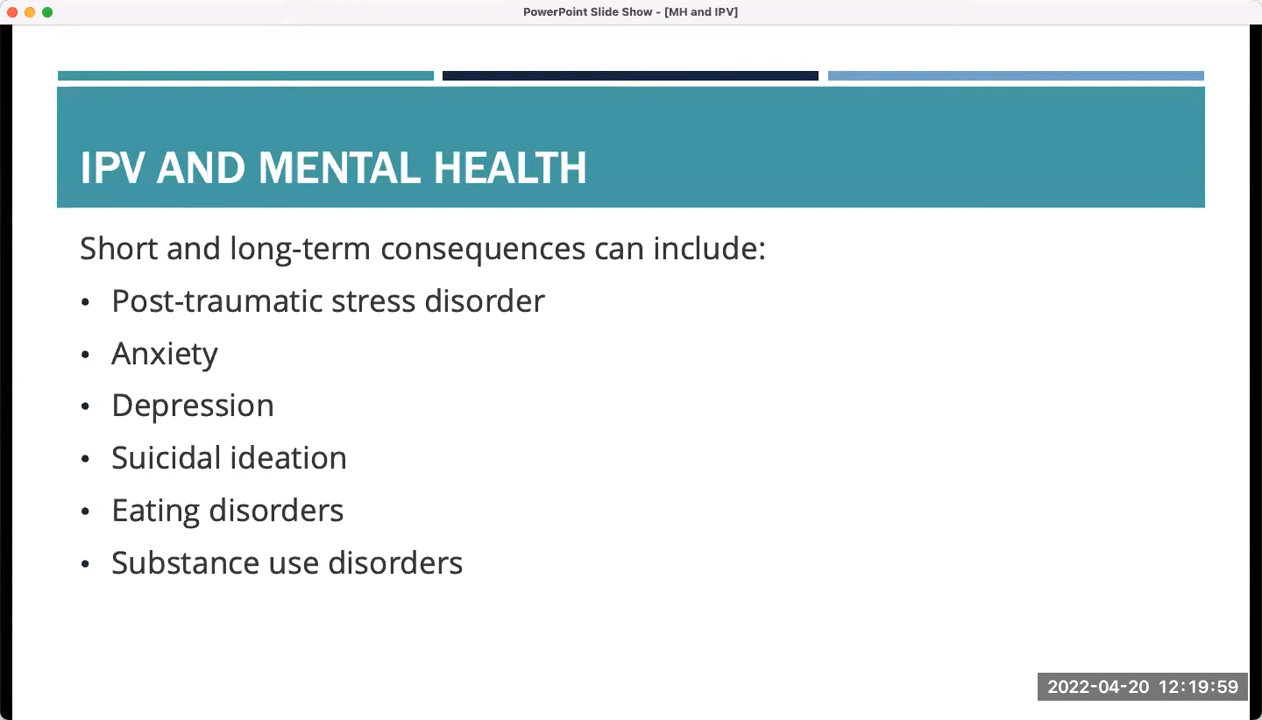 PowerPoint Slide Show - [MH and IPV]
IPV AND MENTAL HEALTH
Short and long-term consequences can include:
• Post-traumatic stress disorder
• Anxiety
• Depression
• Suicidal ideation
• Eating disorders
• Substance use disorders
2022-04-20 12:19:59